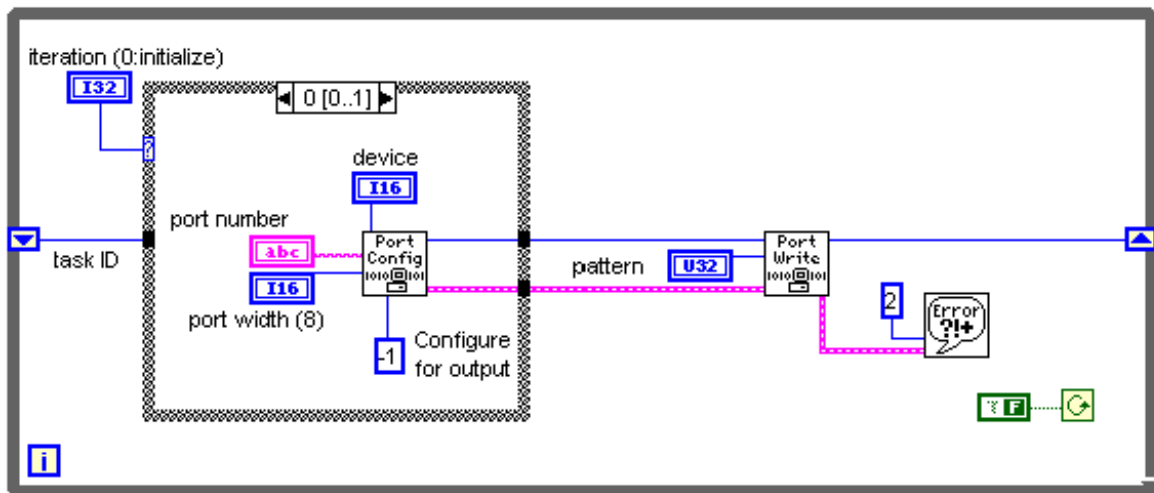 iteration (0:initialize)
I32
0 [0..1]
?
device
I16
port number
abc
Port
Config
I16
port width (8)
-1
Configure
for output
task ID
pattern
U32
Port
Write
2
Error
?!+
F
i